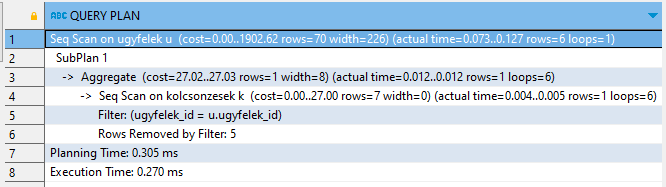 ABC QUERY PLAN
1 Seq Scan on ugyfelek u (cost=0.00..1902.62 rows=70 width=226) (actual time=0.073..0.127 rows=6 loops=1)
2 SubPlan 1
3 -> Aggregate (cost=27.02..27.03 rows=1 width=8) (actual time=0.012..0.012 rows=1 loops=6)
4 -> Seq Scan on kolcsonzesek k (cost=0.00..27.00 rows=7 width=0) (actual time=0.004..0.005 rows=1 loops=6)
5 Filter: (ugyfelek_id = u.ugyfelek_id)
6 Rows Removed by Filter: 5
7 Planning Time: 0.305 ms
8 Execution Time: 0.270 ms